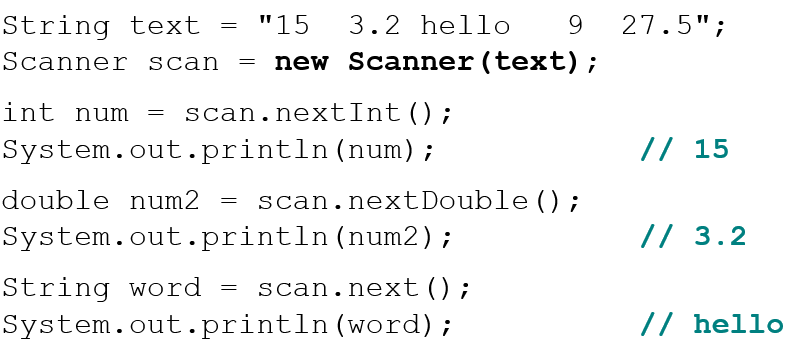 String text = "15  3.2 hello   9  27.5";
Scanner scan = new Scanner(text);
int num = scan.nextInt();
System.out.println(num);            // 15
double num2 = scan.nextDouble();
System.out.println(num2);           // 3.2
String word = scan.next();
System.out.println(word);           // hello